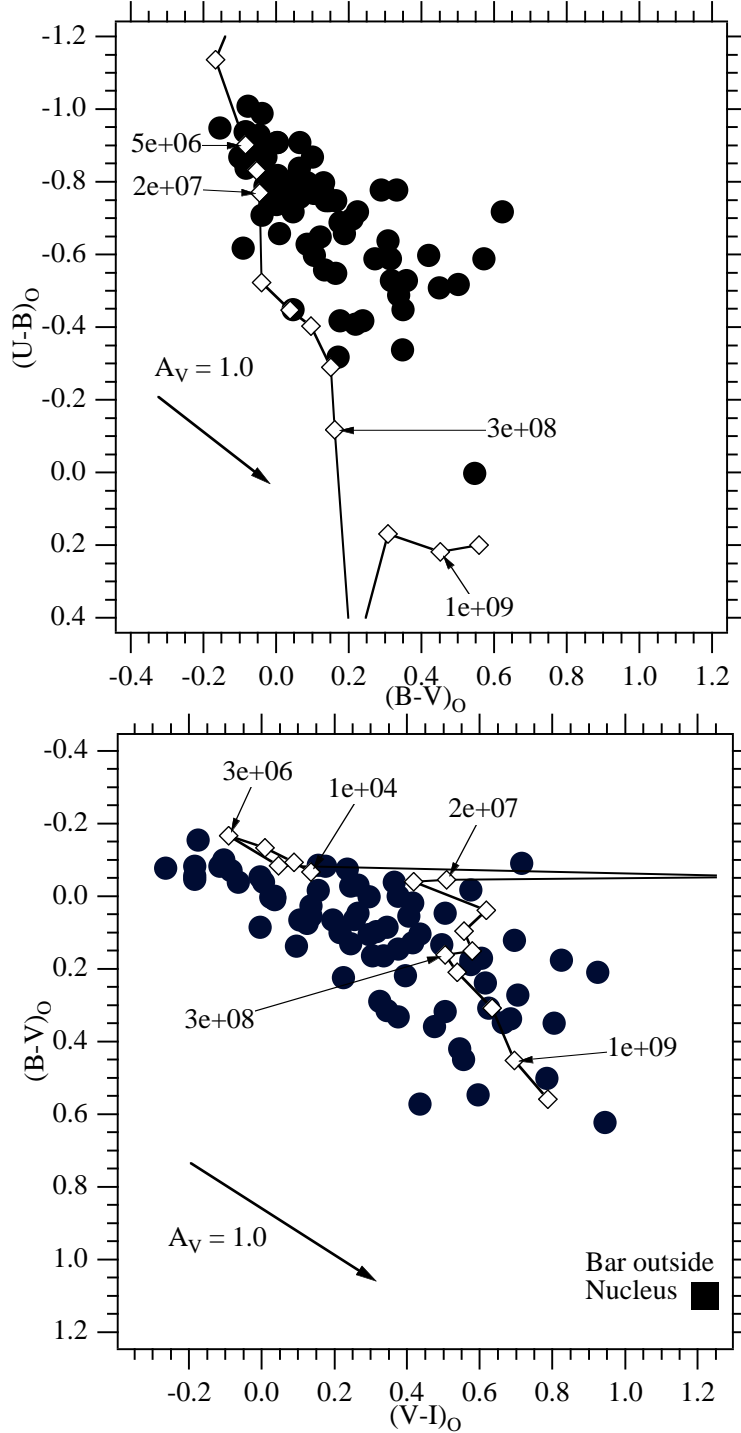 -1.2
-1.0
-0.8
-0.6
-0.4
-0.2
0.0
0.2
0.4
(U-B)O
5e+06
2e+07
AV = 1.0
3e+08
1e+09
-0.4 -0.2 0.0 0.2 0.4 0.6 0.8 1.0 1.2
(B-V)O
-0.4
-0.2
0.0
0.2
0.4
0.6
0.8
1.0
1.2
(B-V)O
3e+06
1e+04
2e+07
3e+08
1e+09
AV = 1.0
Bar outside
Nucleus
-0.2 0.0 0.2 0.4 0.6 0.8 1.0 1.2
(V-I)O